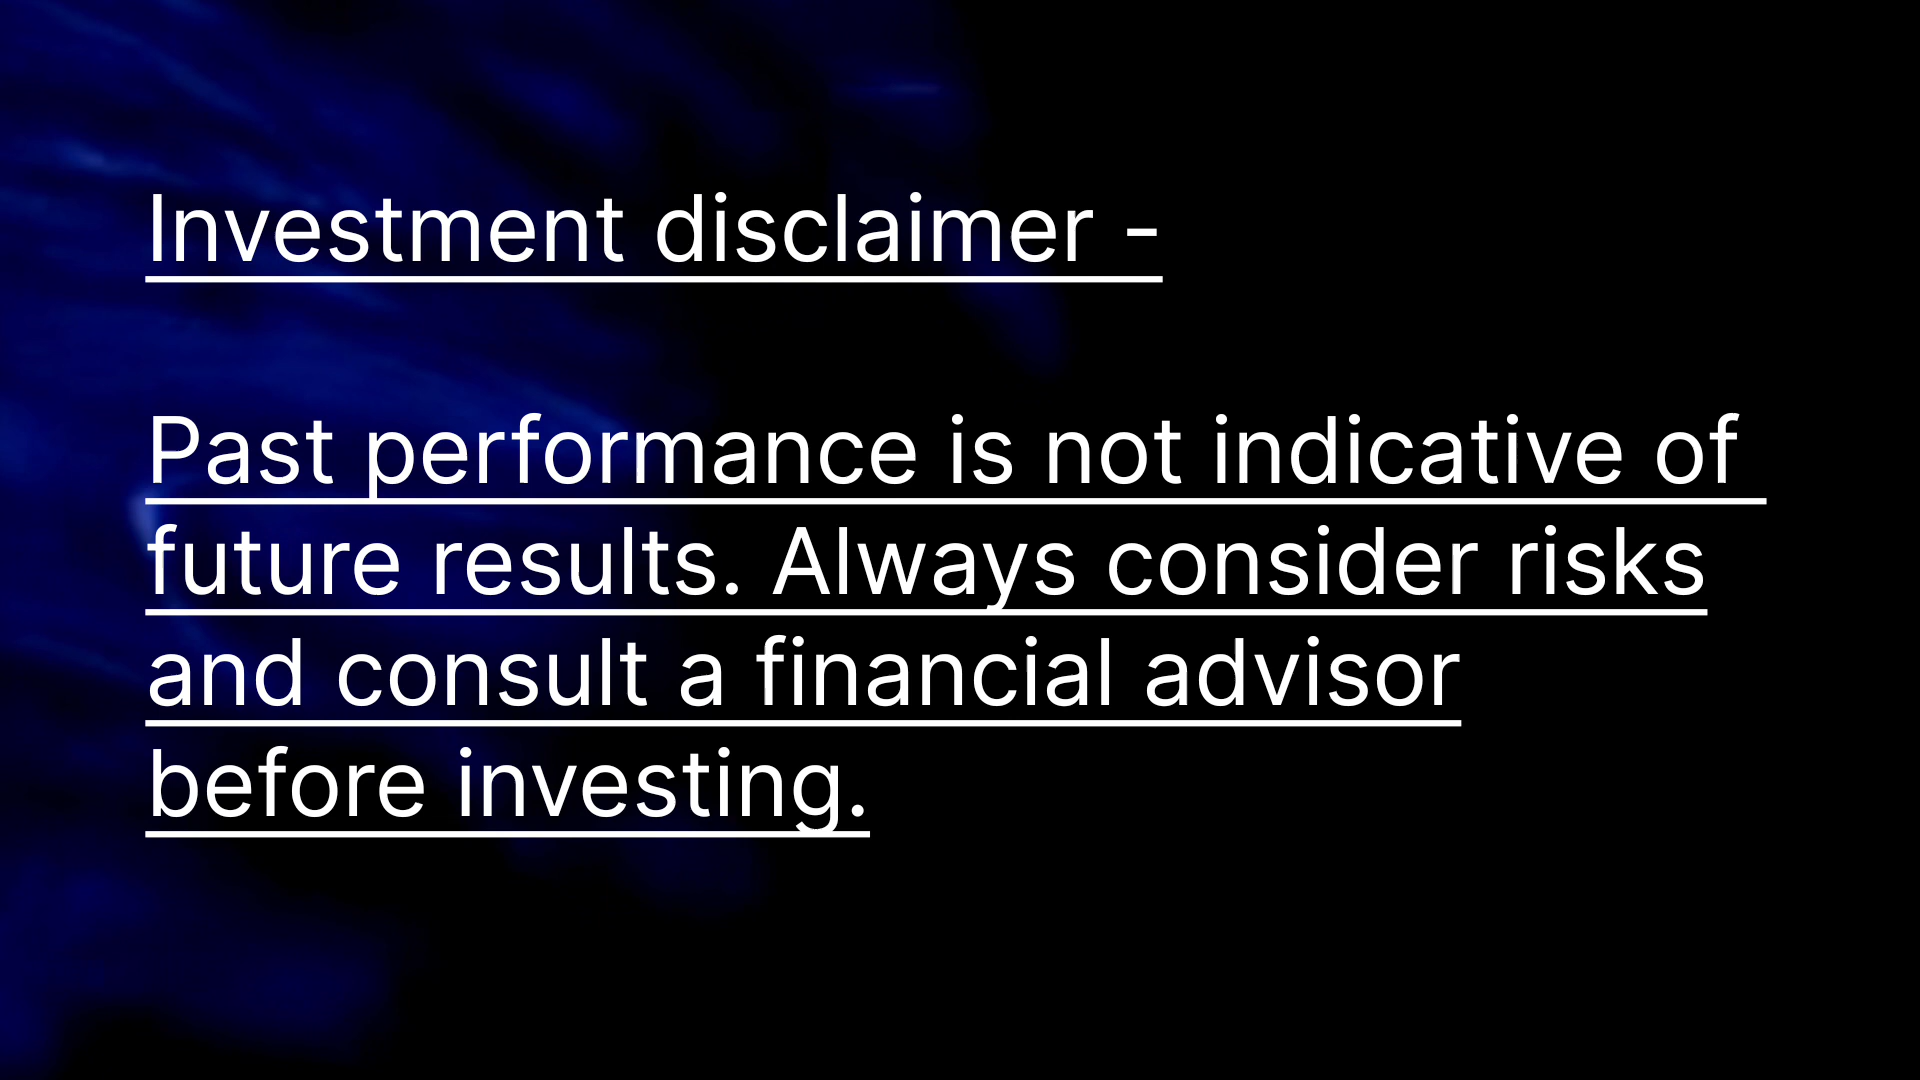 Investment disclaimer -
Past performance is not indicative of
future results. Always consider risks
and consult a financial advisor
before investing.